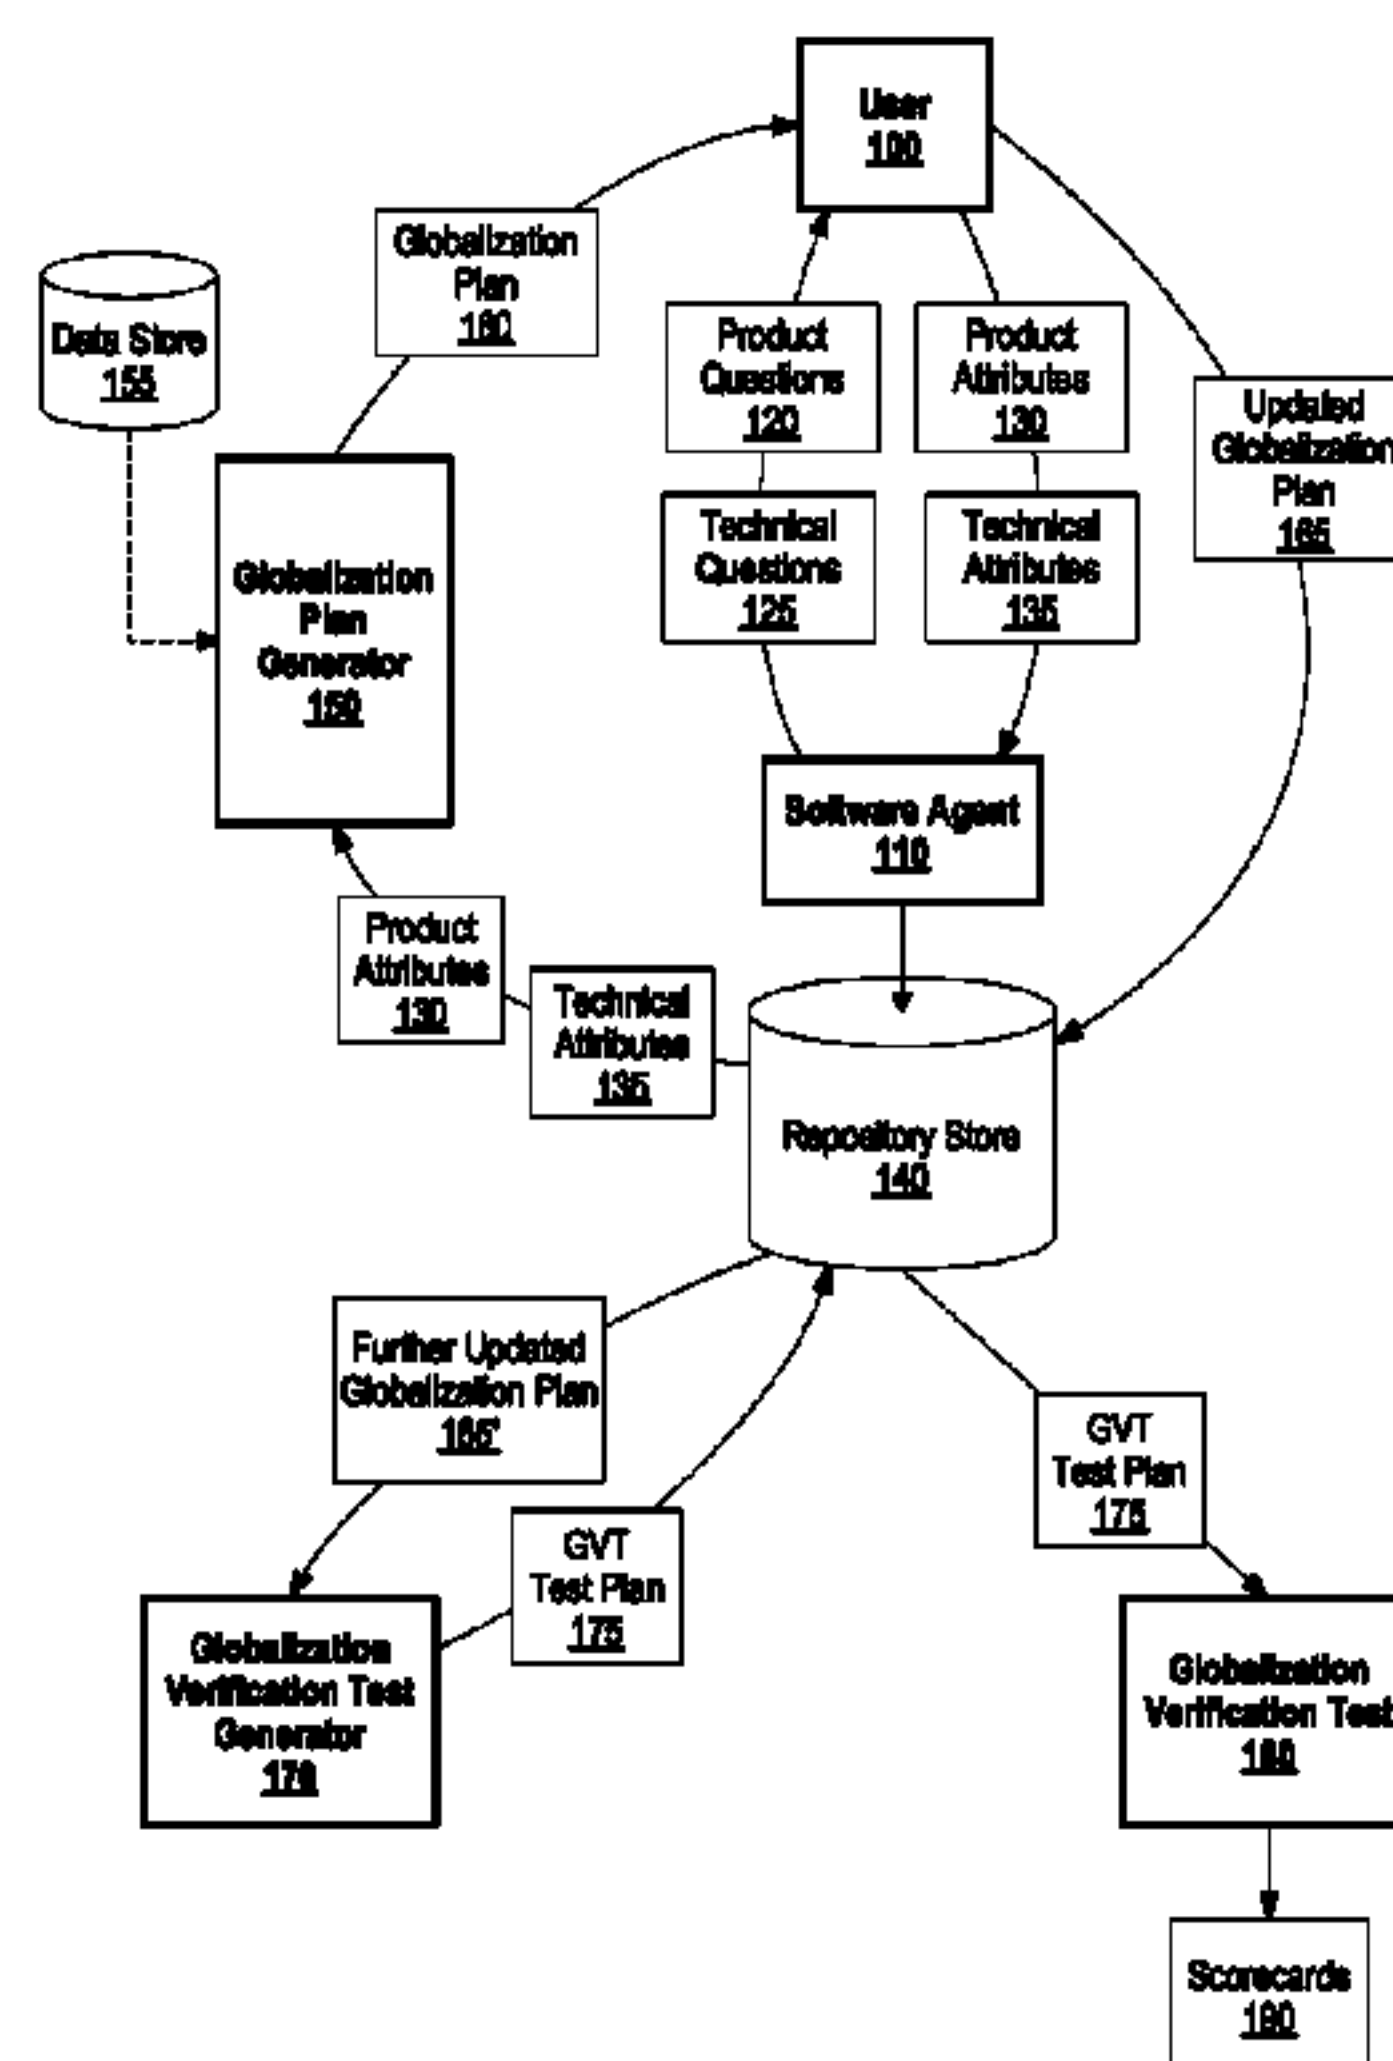 User
100
Globalization
Plan
160
Data Store
155
Product
Questions
120
Product
Attributes
130
Updated
Globalization
Plan
165
Technical
Questions
125
Technical
Attributes
135
Globalization
Plan
Generator
150
Software Agent
110
Product
Attributes
130
Technical
Attributes
135
Repository Store
140
Further Updated
Globalization Plan
165'
GVT
Test Plan
175
GVT
Test Plan
175
Globalization
Verification Test
Generator
170
Globalization
Verification Test
180
Scorecards
190